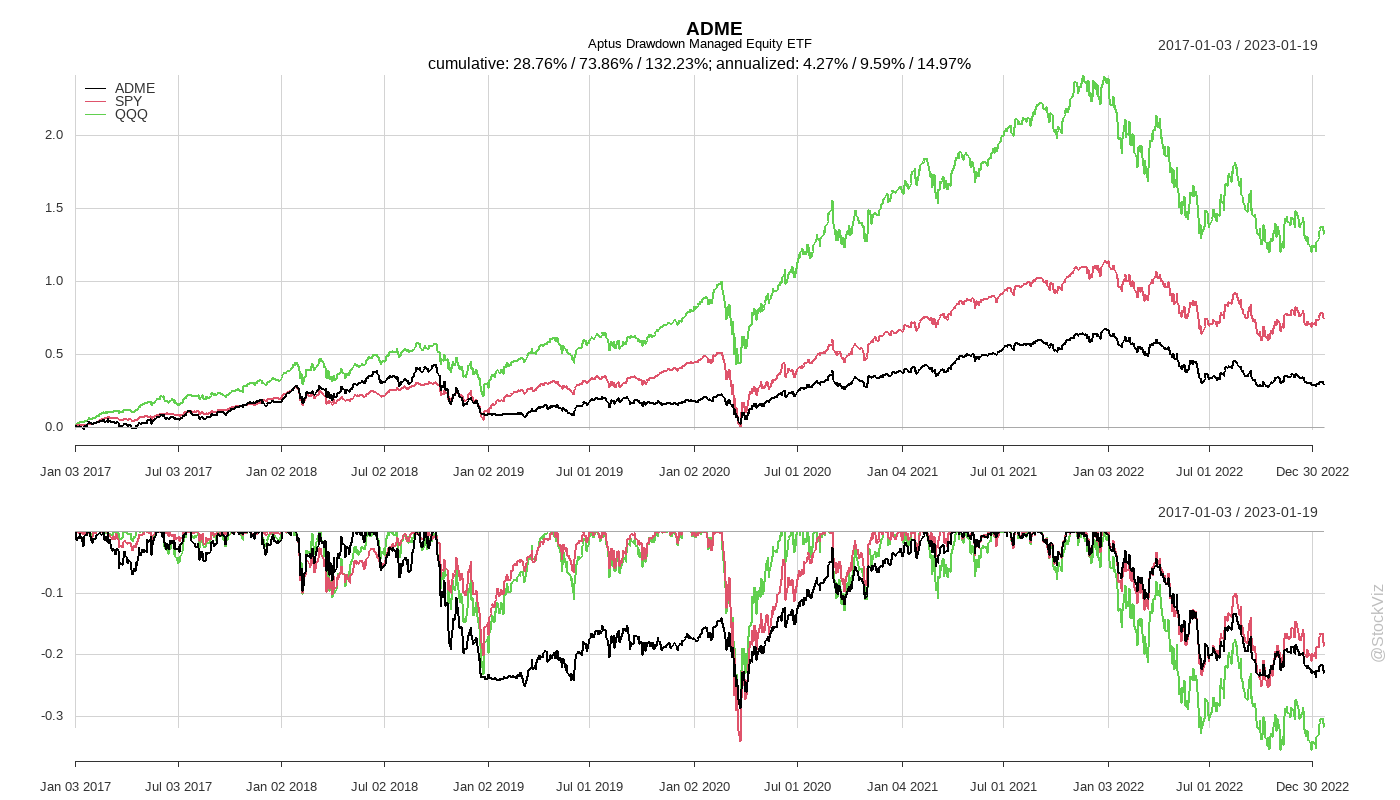 ADME
Aptus Drawdown Managed Equity ETF
2017-01-03 / 2023-01-19
cumulative: 28.76% / 73.86% / 132.23%; annualized: 4.27% / 9.59% / 14.97%
ADME
SPY
QQQ
2.0
1.5
1.0
0.5
0.0
Jan 03 2017 Jul 03 2017 Jan 02 2018 Jul 02 2018 Jan 02 2019 Jul 01 2019 Jan 02 2020 Jul 01 2020 Jan 04 2021 Jul 01 2021 Jan 03 2022 Jul 01 2022 Dec 30 2022
2017-01-03 / 2023-01-19
-0.1
-0.2
-0.3
Jan 03 2017 Jul 03 2017 Jan 02 2018 Jul 02 2018 Jan 02 2019 Jul 01 2019 Jan 02 2020 Jul 01 2020 Jan 04 2021 Jul 01 2021 Jan 03 2022 Jul 01 2022 Dec 30 2022
@StockViz